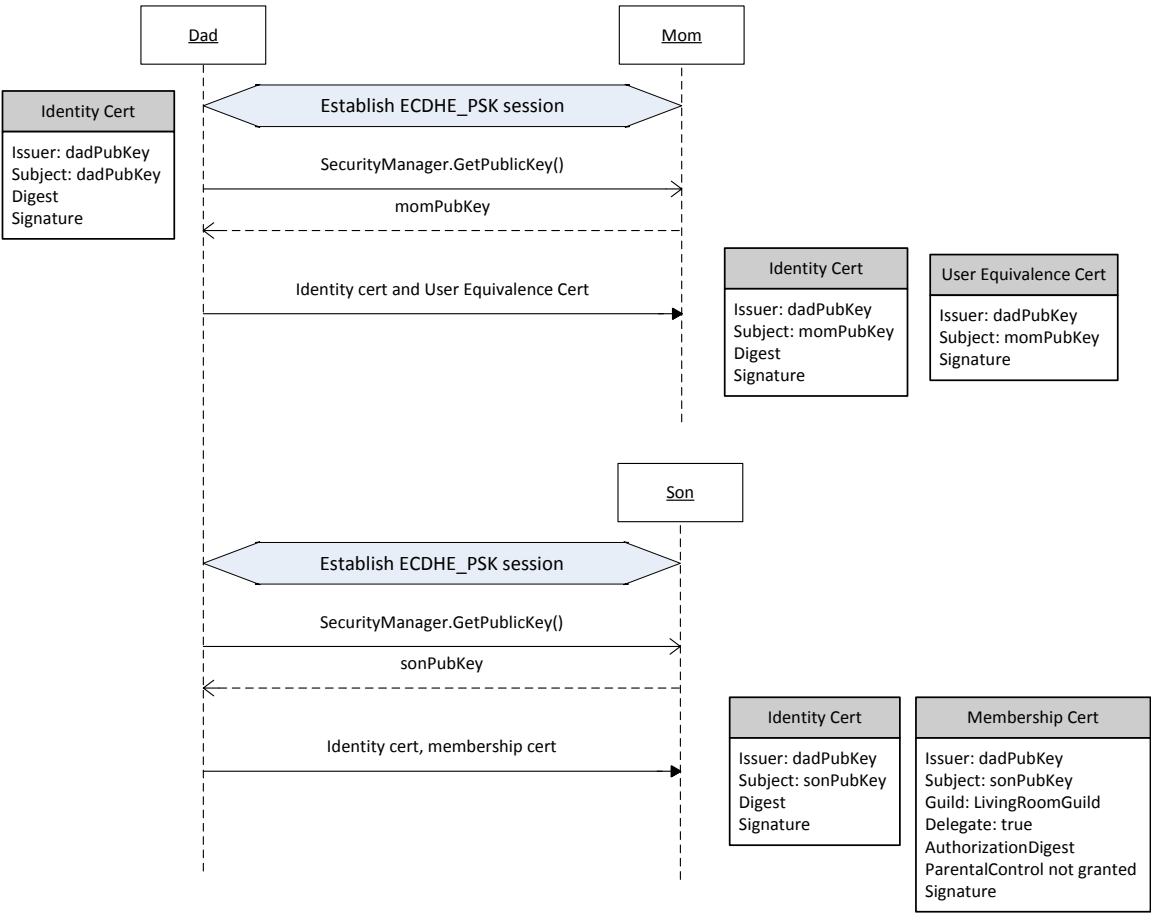 Dad
Mom
Establish ECDHE_PSK session
Identity Cert
Issuer: dadPubKey
Subject: dadPubKey
Digest
Signature
SecurityManager.GetPublicKey()
momPubKey
Identity cert and User Equivalence Cert
Identity Cert
Issuer: dadPubKey
Subject: momPubKey
Digest
Signature
User Equivalence Cert
Issuer: dadPubKey
Subject: momPubKey
Signature
Son
Establish ECDHE_PSK session
SecurityManager.GetPublicKey()
sonPubKey
Identity cert, membership cert
Identity Cert
Issuer: dadPubKey
Subject: sonPubKey
Digest
Signature
Membership Cert
Issuer: dadPubKey
Subject: sonPubKey
Guild: LivingRoomGuild
Delegate: true
AuthorizationDigest
ParentalControl not granted
Signature